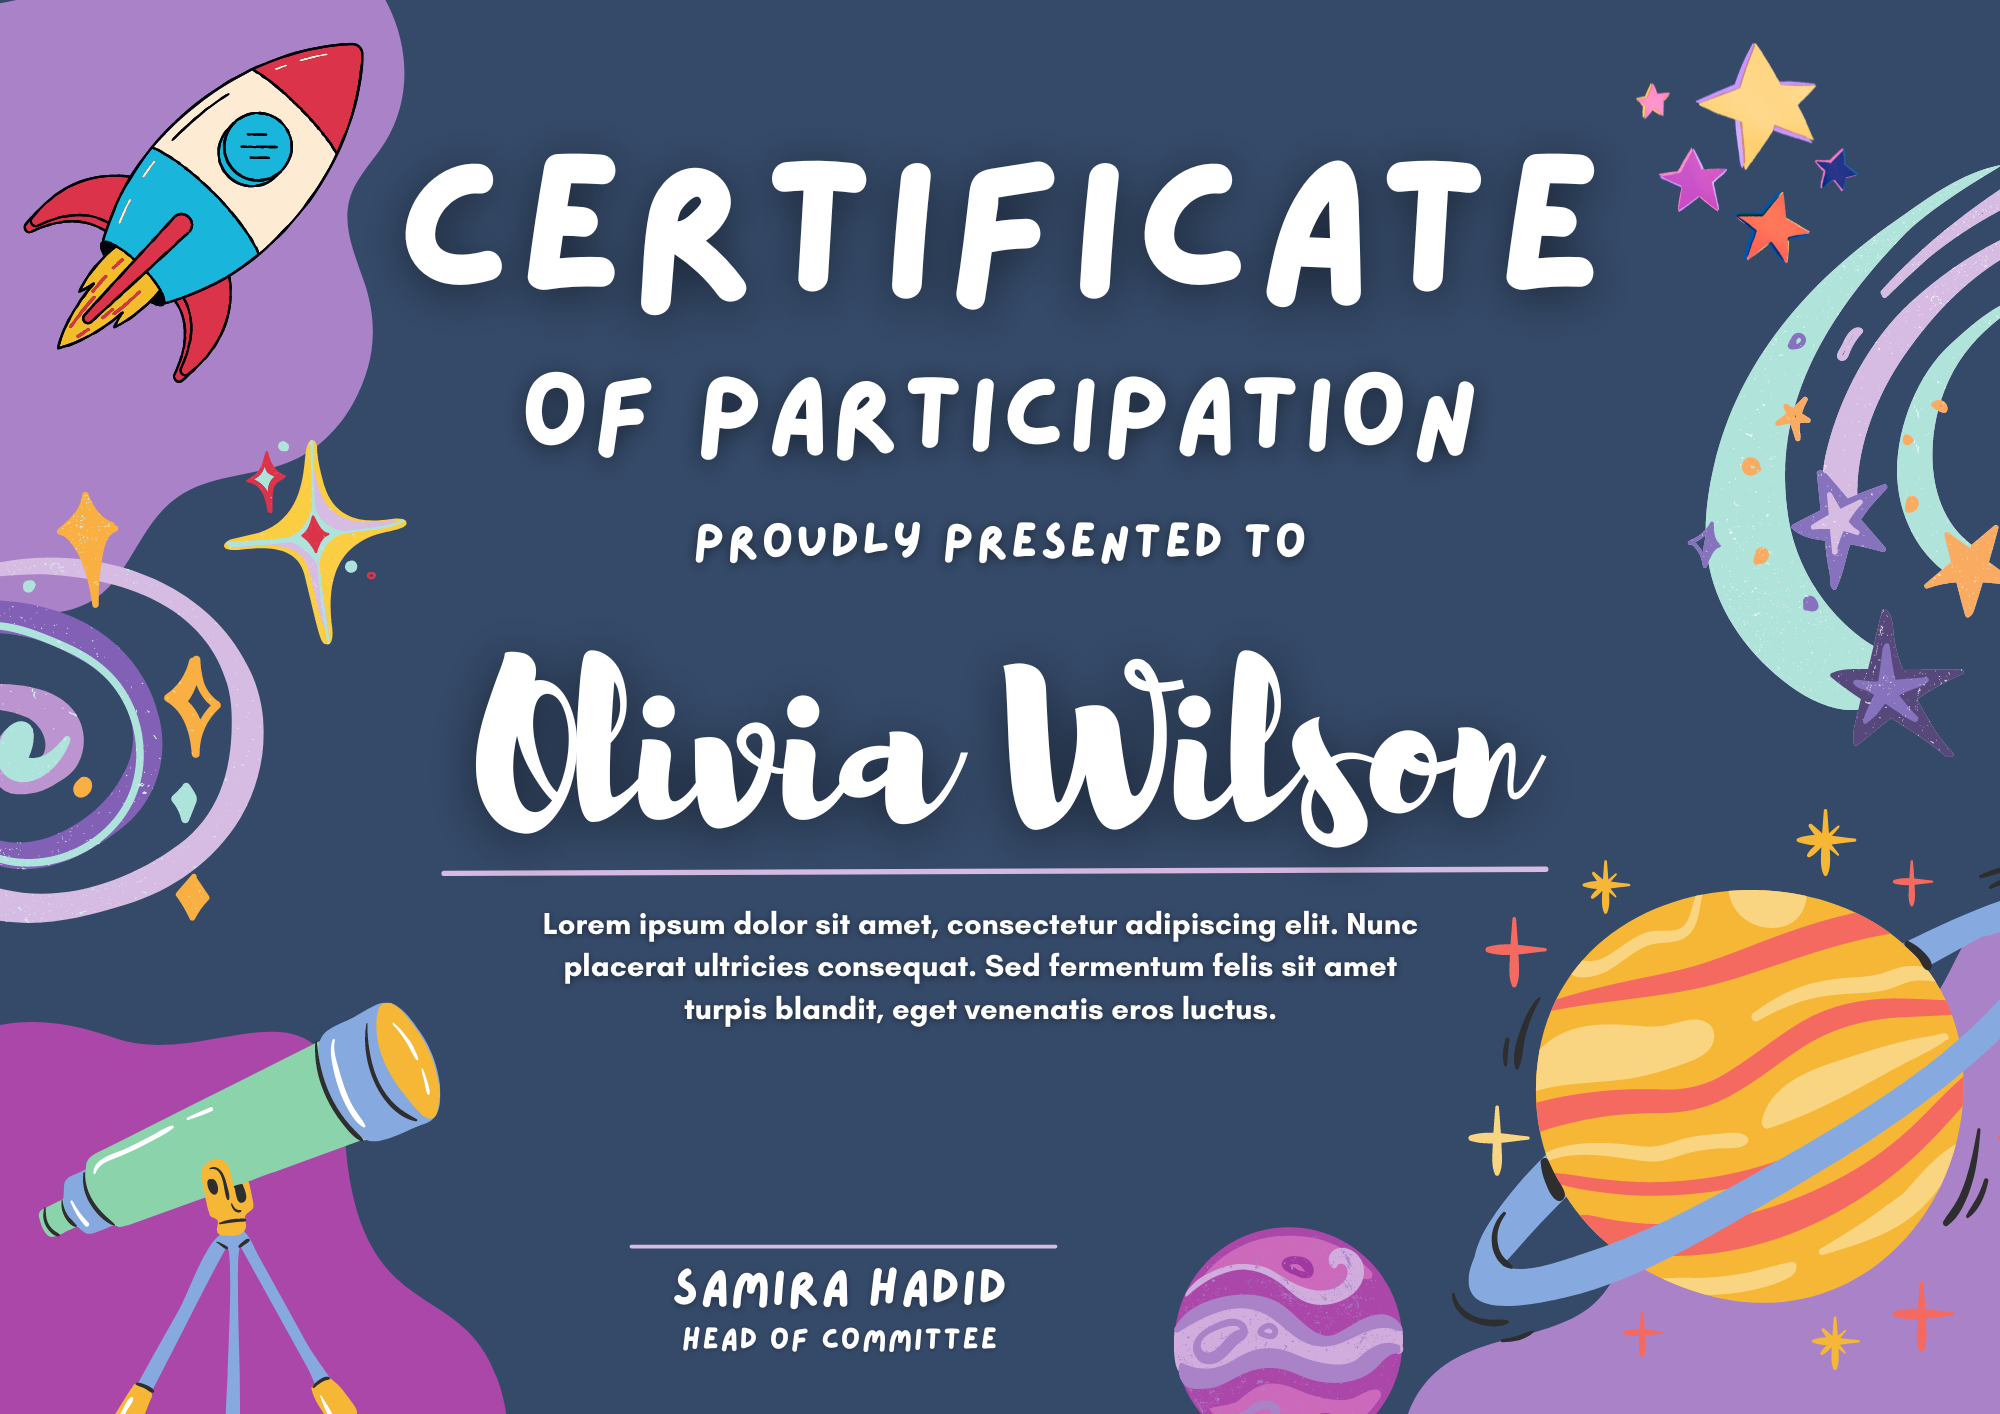 CERTIFICATE
OF PARTICIPATION
PROUDLY PRESENTED TO
Olivia Wilson
Lorem ipsum dolor sit amet, consectetur adipiscing elit. Nunc
placerat ultricies consequat. Sed fermentum felis sit amet
turpis blandit, eget venenatis eros luctus.
SAMIRA HADID
HEAD OF COMMITTEE